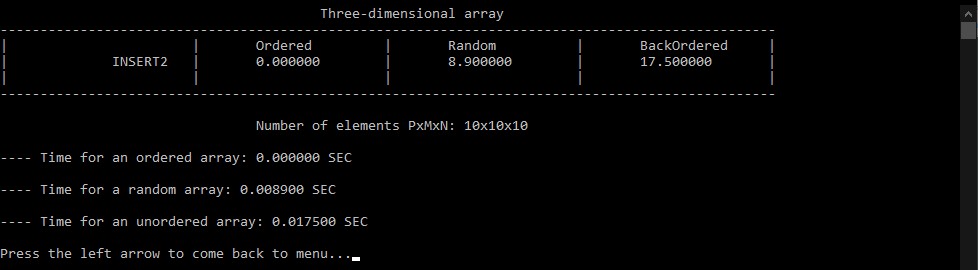 Three-dimensional array
-------------------------------------------------------------------------------------------------
|                       |       Ordered         |       Random          |       BackOrdered     |
|             INSERT2   |       0.000000        |       8.900000        |       17.500000       |
|                       |                       |                       |                       |
-------------------------------------------------------------------------------------------------
Number of elements PxMxN: 10x10x10
---- Time for an ordered array: 0.000000 SEC
---- Time for a random array: 0.008900 SEC
---- Time for an unordered array: 0.017500 SEC
Press the left arrow to come back to menu..._